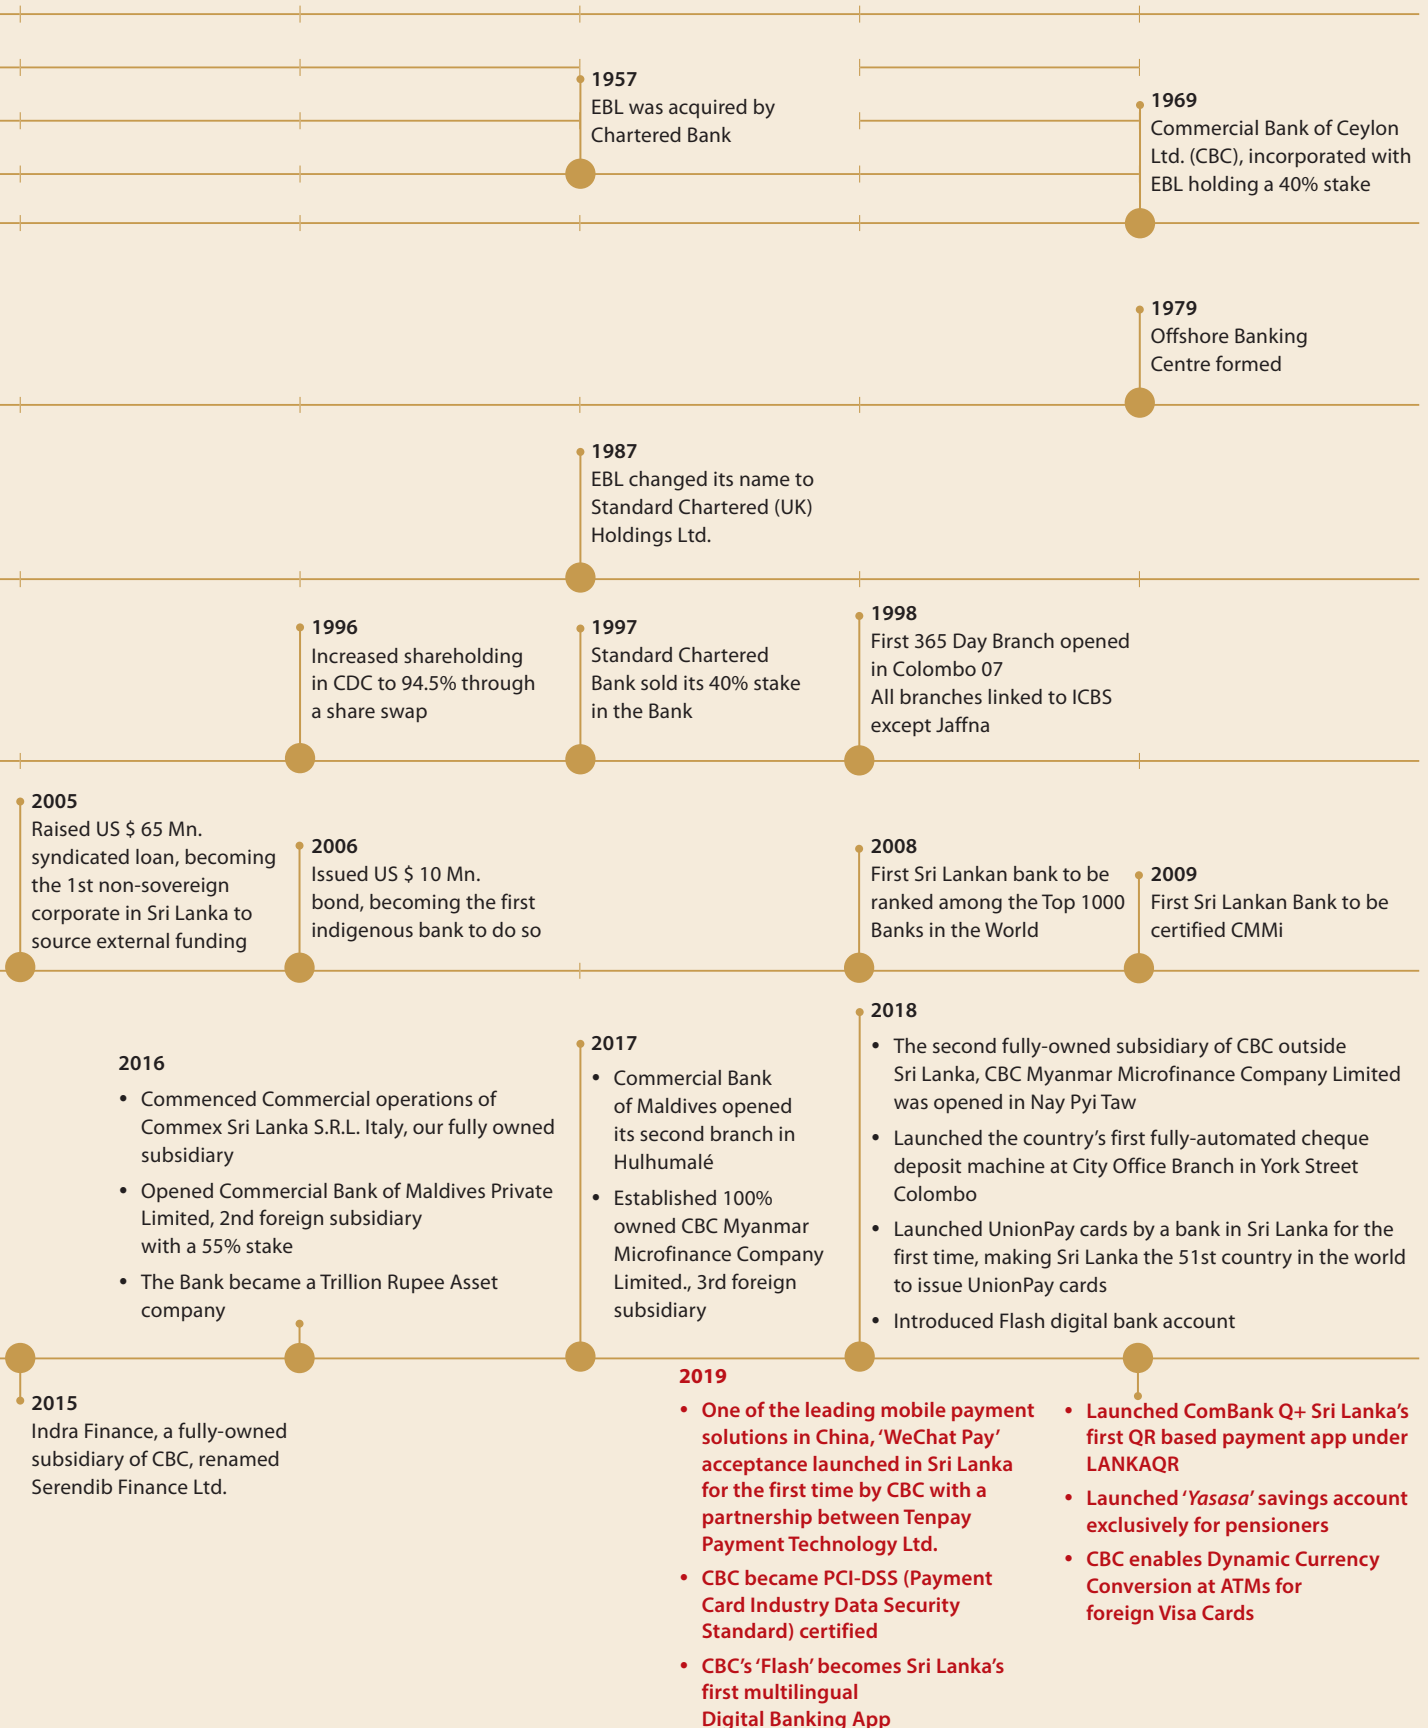 1957
EBL was acquired by
Chartered Bank
1969
Commercial Bank of Ceylon
Ltd. (CBC), incorporated with
EBL holding a 40% stake
1979
Offshore Banking
Centre formed
1987
EBL changed its name to
Standard Chartered (UK)
Holdings Ltd.
1996
Increased shareholding
in CDC to 94.5% through
a share swap
1997
Standard Chartered
Bank sold its 40% stake
in the Bank
1998
First 365 Day Branch opened
in Colombo 07
All branches linked to ICBS
except Jaffna
2005
Raised US $ 65 Mn.
syndicated loan, becoming
the 1st non-sovereign
corporate in Sri Lanka to
source external funding
2006
Issued US $ 10 Mn.
bond, becoming the first
indigenous bank to do so
2008
First Sri Lankan bank to be
ranked among the Top 1000
Banks in the World
2009
First Sri Lankan Bank to be
certified CMMi
2015
Indra Finance, a fully-owned
subsidiary of CBC, renamed
Serendib Finance Ltd.
2016
• Commenced Commercial operations of
Commex Sri Lanka S.R.L. Italy, our fully owned
subsidiary
• Opened Commercial Bank of Maldives Private
Limited, 2nd foreign subsidiary
with a 55% stake
• The Bank became a Trillion Rupee Asset
company
2017
• Commercial Bank
of Maldives opened
its second branch in
Hulhumalé
• Established 100%
owned CBC Myanmar
Microfinance Company
Limited., 3rd foreign
subsidiary
2018
• The second fully-owned subsidiary of CBC outside
Sri Lanka, CBC Myanmar Microfinance Company Limited
was opened in Nay Pyi Taw
• Launched the country's first fully-automated cheque
deposit machine at City Office Branch in York Street
Colombo
• Launched UnionPay cards by a bank in Sri Lanka for the
first time, making Sri Lanka the 51st country in the world
to issue UnionPay cards
• Introduced Flash digital bank account
2019
• One of the leading mobile payment
solutions in China, ‘WeChat Pay’
acceptance launched in Sri Lanka
for the first time by CBC with a
partnership between Tenpay
Payment Technology Ltd.
• CBC became PCI-DSS (Payment
Card Industry Data Security
Standard) certified
• CBC's ‘Flash’ becomes Sri Lanka's
first multilingual
Digital Banking App
• Launched ComBank Q+ Sri Lanka's
first QR based payment app under
LANKAQR
• Launched ‘Yasasa’ savings account
exclusively for pensioners
• CBC enables Dynamic Currency
Conversion at ATMs for
foreign Visa Cards